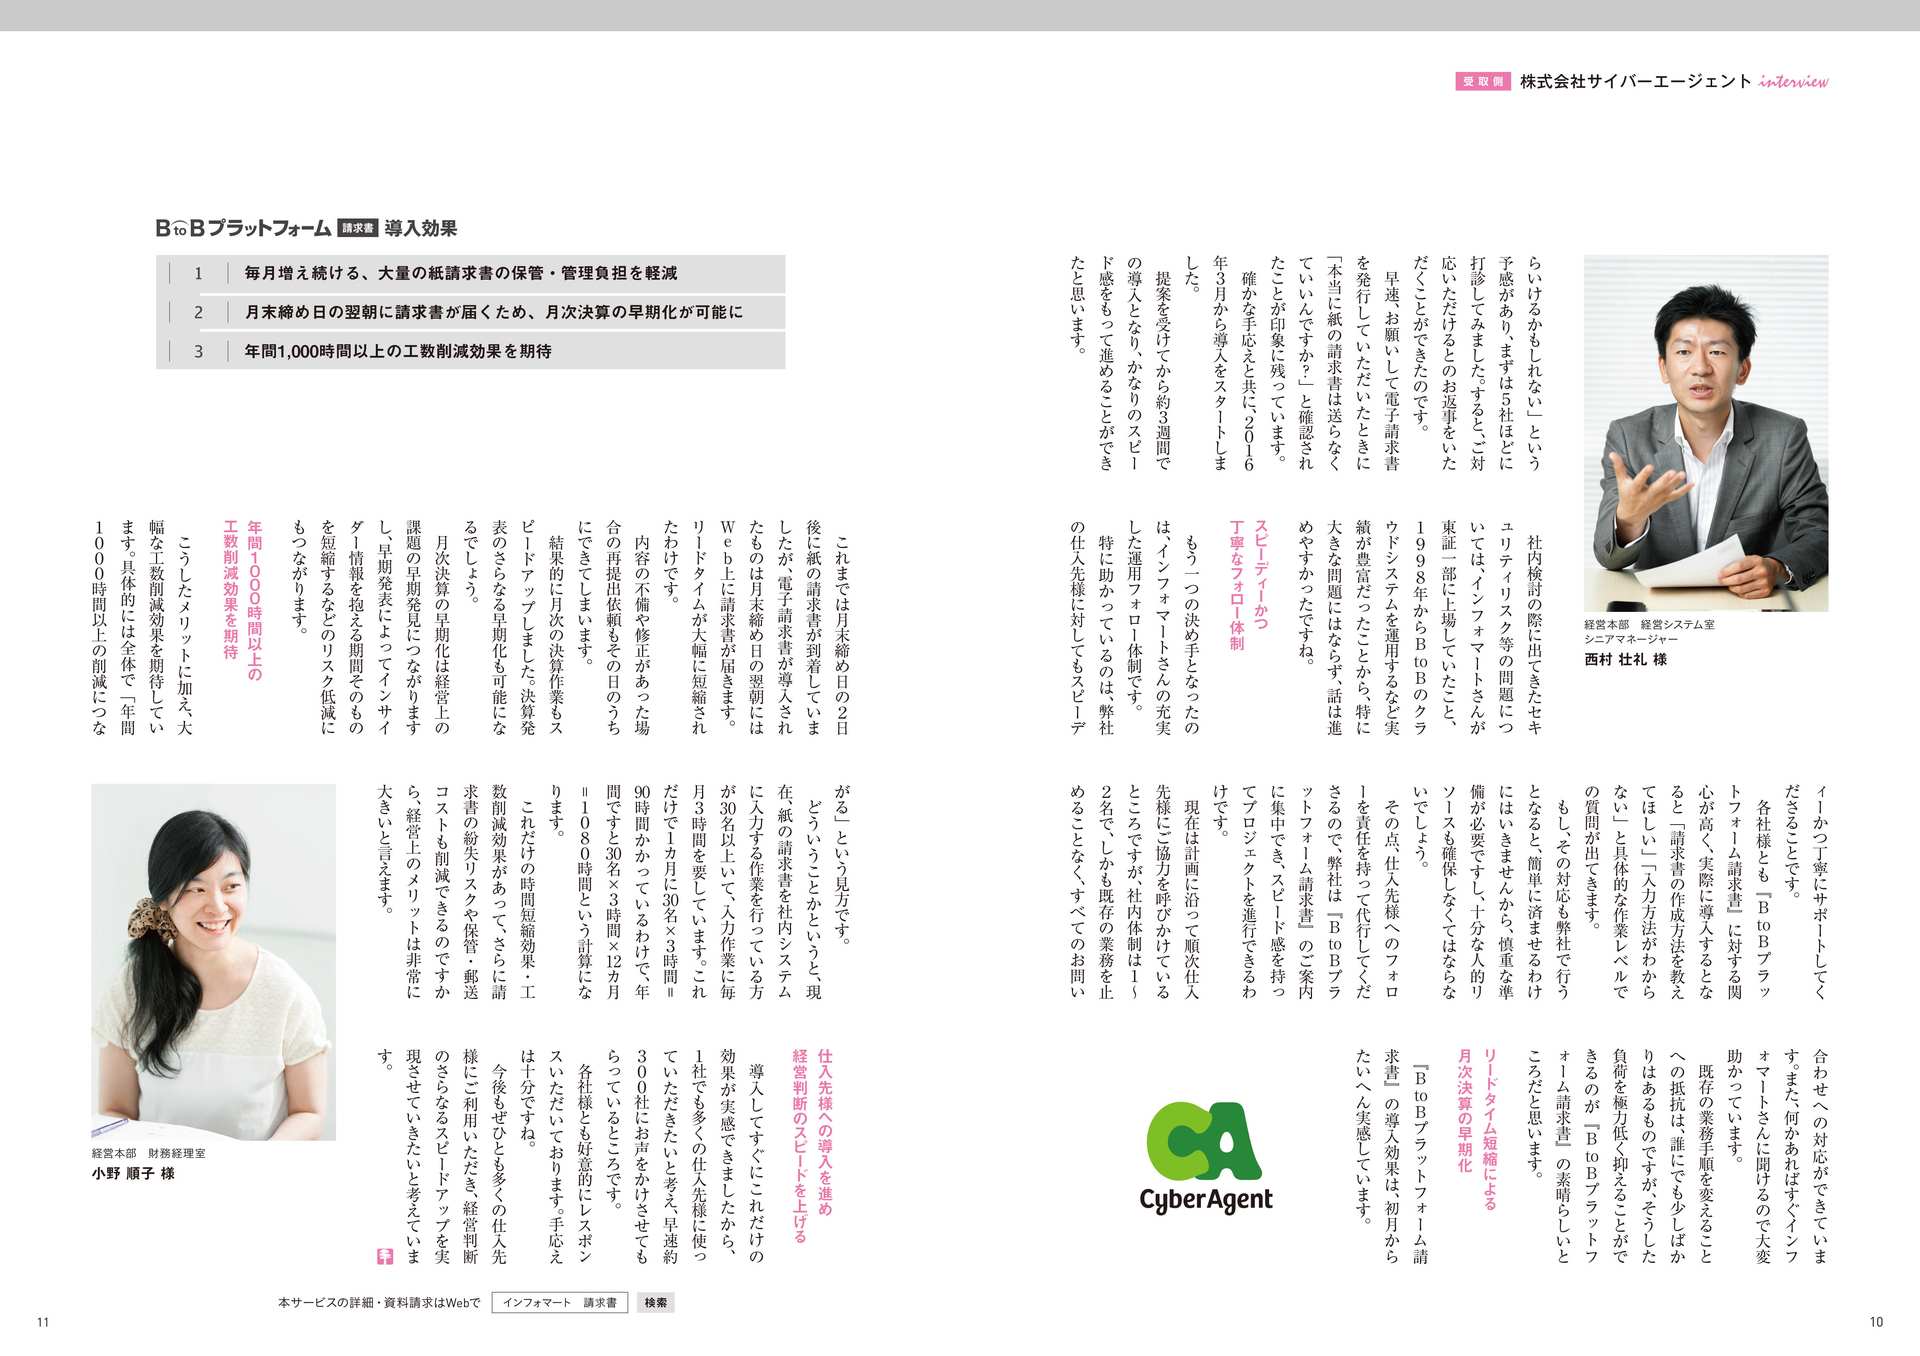 受取側 株式会社サイバーエージェント interview
らいけるかもしれない」という
予感があり、まずは5社ほどに
打診してみました。すると、ご対
応いただけるとのお返事をいた
だくことができたのです。
早速、お願いして電子請求書
を発行していただいたときに
「本当に紙の請求書は送らなく
ていいんですか？」と確認され
たことが印象に残っています。
確かな手応えと共に、2016
年3月から導入をスタートしま
した。
提案を受けてから約3週間で
の導入となり、かなりのスピー
ド感をもって進めることができ
たと思います。
経営本部　経営システム室
シニアマネージャー
西村 壮礼 様
社内検討の際に出てきたセキ
ュリティリスク等の問題につ
いては、インフォマートさんが
東証一部に上場していたこと、
1998年からBtoBのクラ
ウドシステムを運用するなど実
績が豊富だったことから、特に
大きな問題にはならず、話は進
めやすかったですね。
スピーディーかつ
丁寧なフォロー体制
もう一つの決め手となったの
は、インフォマートさんの充実
した運用フォロー体制です。
特に助かっているのは、弊社
の仕入先様に対してもスピーデ
ィーかつ丁寧にサポートしてく
ださることです。
各社様とも『BtoBプラッ
トフォーム請求書』に対する関
心が高く、実際に導入するとな
ると「請求書の作成方法を教え
てほしい」「入力方法がわから
ない」と具体的な作業レベルで
の質問が出てきます。
もし、その対応も弊社で行う
となると、簡単に済ませるわけ
にはいきませんから、慎重な準
備が必要ですし、十分な人的リ
ソースも確保しなくてはならな
いでしょう。
その点、仕入先様へのフォロ
ーを責任を持って代行してくだ
さるので、弊社は『BtoBプラ
ットフォーム請求書』のご案内
に集中でき、スピード感を持っ
てプロジェクトを進行できるわ
けです。
現在は計画に沿って順次仕入
先様にご協力を呼びかけている
ところですが、社内体制は1〜
2名で、しかも既存の業務を止
めることなく、すべてのお問い
合わせへの対応ができていま
す。また、何かあればすぐインフ
ォマートさんに聞けるので大変
助かっています。
既存の業務手順を変えること
への抵抗は、誰にでも少しばか
りはあるものですが、そうした
負荷を極力低く抑えることがで
きるのが『BtoBプラットフ
ォーム請求書』の素晴らしいと
ころだと思います。
リードタイム短縮による
月次決算の早期化
『BtoBプラットフォーム請
求書』の導入効果は、初月から
たいへん実感しています。
CyberAgent
10
BtoBプラットフォーム 請求書 導入効果
1 毎月増え続ける、大量の紙請求書の保管・管理負担を軽減
2 月末締め日の翌朝に請求書が届くため、月次決算の早期化が可能に
3 年間1,000時間以上の工数削減効果を期待
これまでは月末締め日の2日
後に紙の請求書が到着していま
したが、電子請求書が導入され
たものは月末締め日の翌朝には
Web上に請求書が届きます。
リードタイムが大幅に短縮され
たわけです。
内容の不備や修正があった場
合の再提出依頼もその日のうち
にできてしまいます。
結果的に月次の決算作業もス
ピードアップしました。決算発
表のさらなる早期化も可能にな
るでしょう。
月次決算の早期化は経営上の
課題の早期発見につながります
し、早期発表によってインサイ
ダー情報を抱える期間そのもの
を短縮するなどのリスク低減に
もつながります。
年間1000時間以上の
工数削減効果を期待
こうしたメリットに加え、大
幅な工数削減効果を期待してい
ます。具体的には全体で「年間
1000時間以上の削減につな
がる」という見方です。
どういうことかというと、現
在、紙の請求書を社内システム
に入力する作業を行っている方
が30名以上いて、入力作業に毎
月3時間を要しています。これ
だけで1カ月に30名×3時間＝
90時間かかっているわけで、年
間ですと30名×3時間×12カ月
＝1080時間という計算にな
ります。
これだけの時間短縮効果・工
数削減効果があって、さらに請
求書の紛失リスクや保管・郵送
コストも削減できるのですか
ら、経営上のメリットは非常に
大きいと言えます。
経営本部　財務経理室
小野 順子 様
仕入先様への導入を進め
経営判断のスピードを上げる
導入してすぐにこれだけの
効果が実感できましたから、
1社でも多くの仕入先様に使っ
ていただきたいと考え、早速約
300社にお声をかけさせても
らっているところです。
各社様とも好意的にレスポン
スいただいております。手応え
は十分ですね。
今後もぜひとも多くの仕入先
様にご利用いただき、経営判断
のさらなるスピードアップを実
現させていきたいと考えていま
す。
本サービスの詳細・資料請求はWebで インフォマート　請求書 検索
11